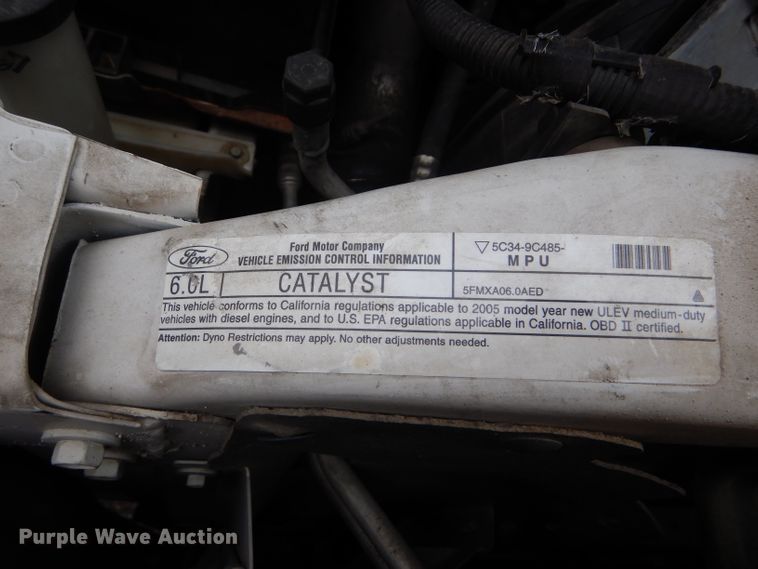 Ford
Ford Motor Company
VEHICLE EMISSION CONTROL INFORMATION
5C34-9C485-
MPU
6.0L CATALYST
5FMXA06.0AED
This vehicle conforms to California regulations applicable to 2005 model year new ULEV medium-duty
vehicles with diesel engines, and to U.S. EPA regulations applicable in California. OBD II certified.
Attention: Dyno Restrictions may apply. No other adjustments needed.
Purple Wave Auction